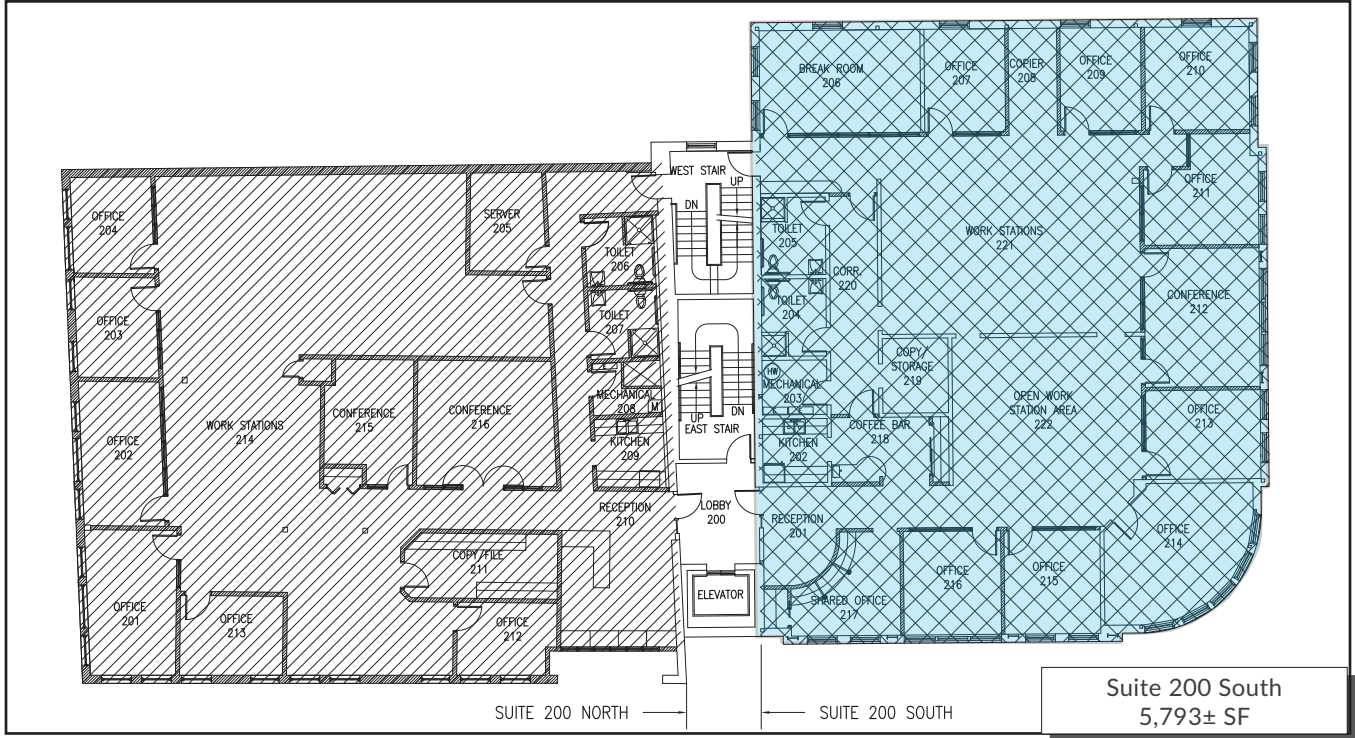 BREAK ROOM
206
OFFICE
207
COPIER
208
OFFICE
209
OFFICE
210
WEST STAIR
UP
DN
OFFICE
211
OFFICE
204
SERVER
205
TOILET
206
TOILET
205
WORK STATIONS
221
CORR.
220
OFFICE
203
TOILET
207
TOILET
204
CONFERENCE
212
COPY/
STORAGE
219
HW
MECHANICAL
203
MECHANICAL
208
M
UP
DN
EAST STAIR
OPEN WORK
STATION AREA
222
OFFICE
213
CONFERENCE
215
CONFERENCE
216
WORK STATIONS
214
OFFICE
202
KITCHEN
209
KITCHEN
202
COFFEE BAR
218
RECEPTION
210
LOBBY
200
RECEPTION
201
OFFICE
214
COPY/FILE
211
OFFICE
216
OFFICE
215
ELEVATOR
SHARED OFFICE
217
OFFICE
201
OFFICE
213
OFFICE
212
SUITE 200 NORTH
SUITE 200 SOUTH
Suite 200 South
5,793± SF